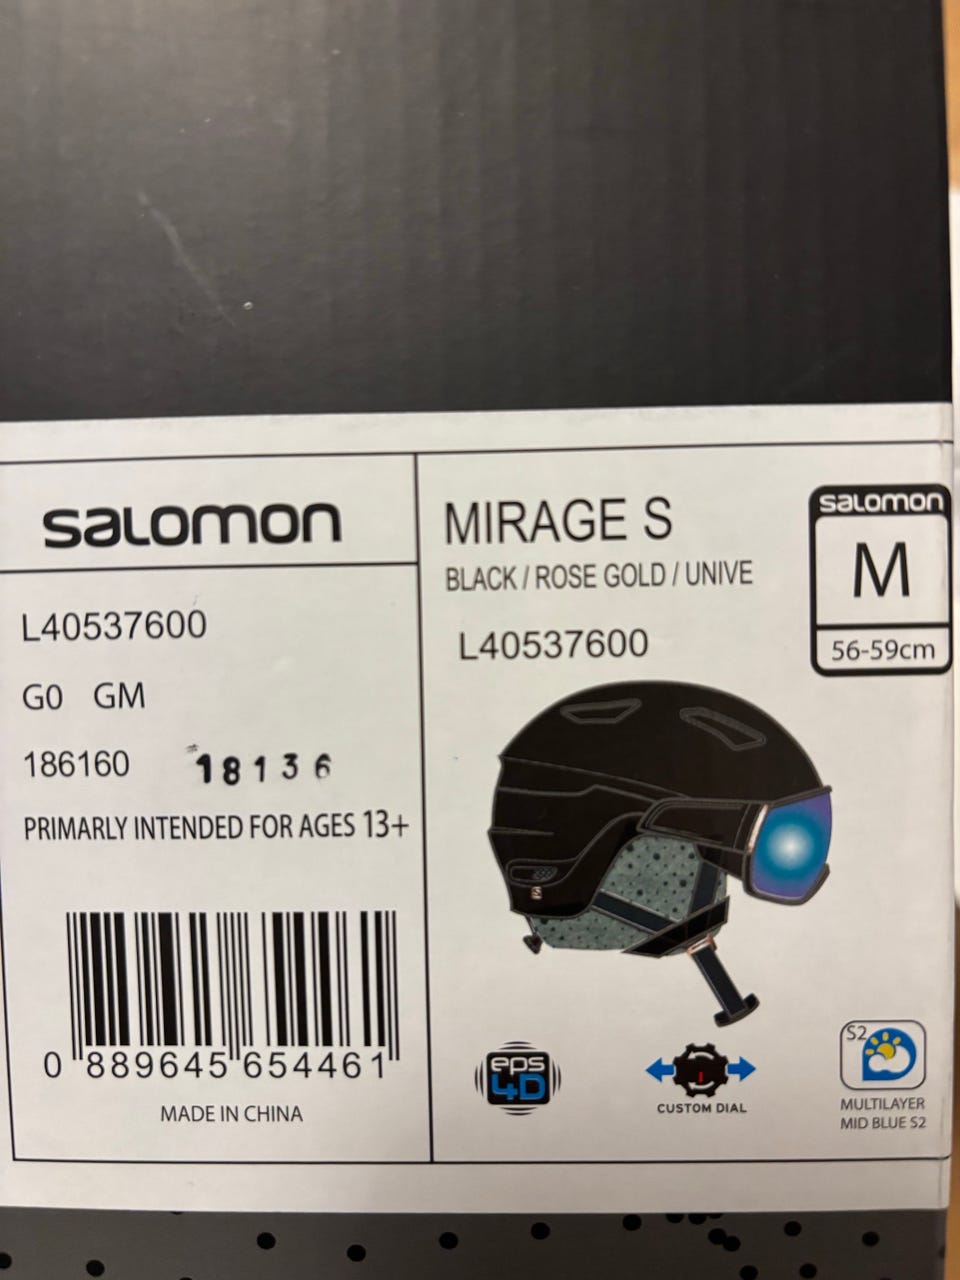 salomon
L40537600
G0 GM
186160 18136
PRIMARLY INTENDED FOR AGES 13+
0 889645 654461
MADE IN CHINA
MIRAGE S
BLACK / ROSE GOLD / UNIVE
L40537600
salomon
M
56-59cm
eps
4D
CUSTOM DIAL
S2
MULTILAYER
MID BLUE S2